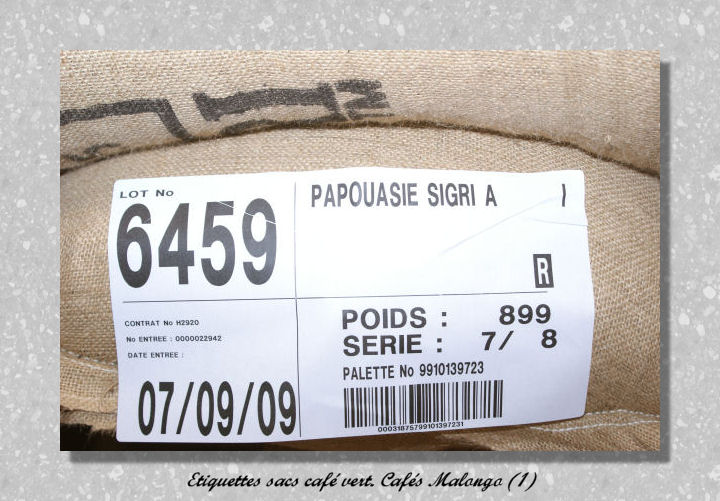 LOT No
6459
PAPOUASIE SIGRI A
R
CONTRAT No H2920
No ENTREE : 0000022942
DATE ENTREE :
07/09/09
POIDS : 899
SERIE : 7/ 8
PALETTE No 9910139723
00031875799101397231
Etiquettes sacs café vert. Cafés Malongo (1)